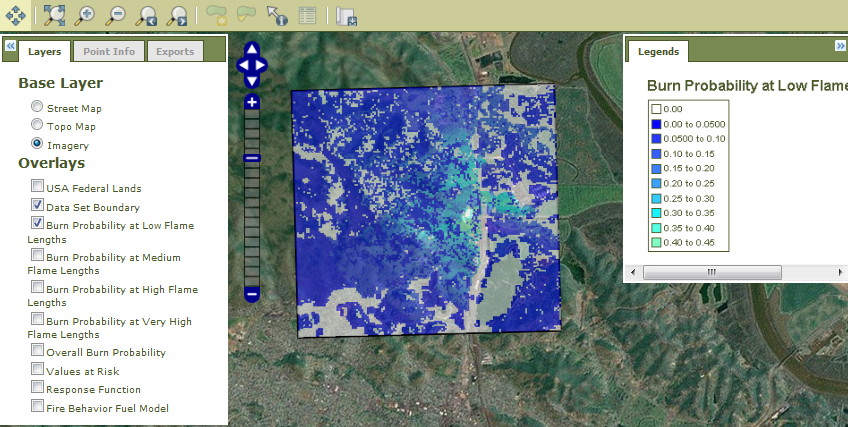 Layers
Point Info
Exports
Base Layer
Street Map
Topo Map
Imagery
Overlays
USA Federal Lands
Data Set Boundary
Burn Probability at Low Flame
Lengths
Burn Probability at Medium
Flame Lengths
Burn Probability at High Flame
Lengths
Burn Probability at Very High
Flame Lengths
Overall Burn Probability
Values at Risk
Response Function
Fire Behavior Fuel Model
Legends
Burn Probability at Low Flame
0.00
0.00 to 0.0500
0.0500 to 0.10
0.10 to 0.15
0.15 to 0.20
0.20 to 0.25
0.25 to 0.30
0.30 to 0.35
0.35 to 0.40
0.40 to 0.45